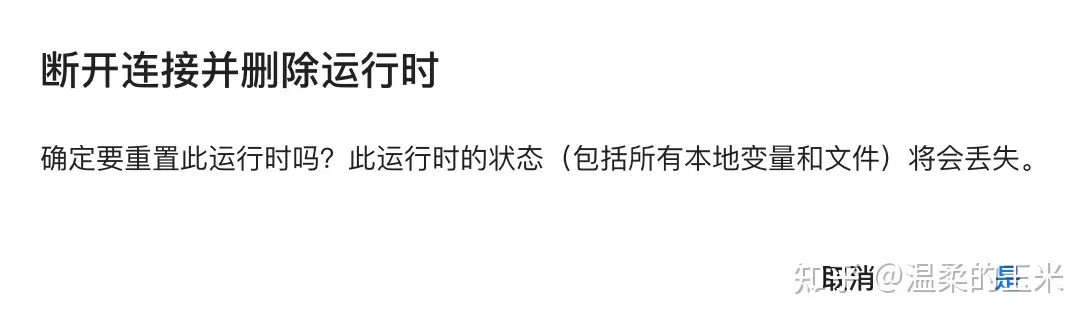 断开连接并删除运行时
确定要重置此运行时吗？此运行时的状态（包括所有本地变量和文件）将会丢失。
取消 是
知乎 @温柔的玉米